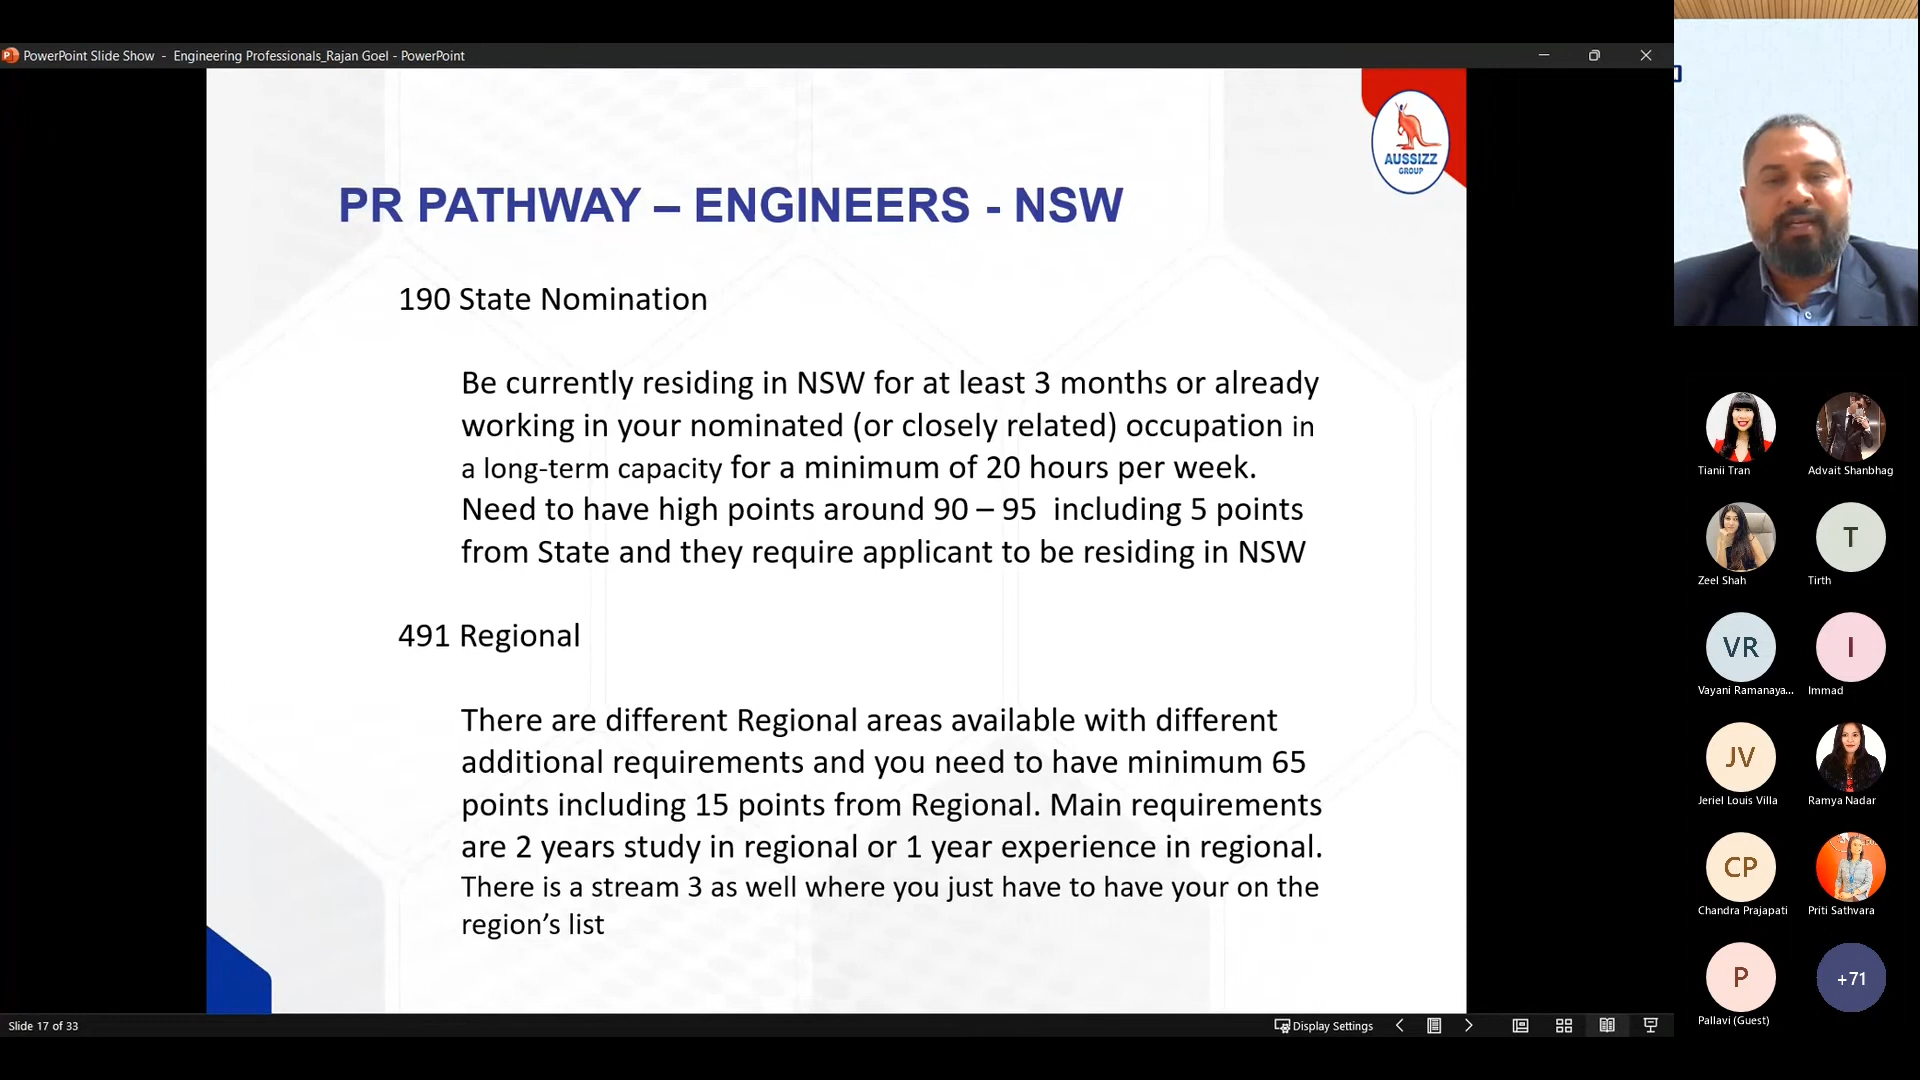 PowerPoint Slide Show - Engineering Professionals_Rajan Goel - PowerPoint
AUSSIZZ
GROUP
PR PATHWAY – ENGINEERS - NSW
190 State Nomination
Be currently residing in NSW for at least 3 months or already
working in your nominated (or closely related) occupation in
a long-term capacity for a minimum of 20 hours per week.
Need to have high points around 90 – 95 including 5 points
from State and they require applicant to be residing in NSW
491 Regional
There are different Regional areas available with different
additional requirements and you need to have minimum 65
points including 15 points from Regional. Main requirements
are 2 years study in regional or 1 year experience in regional.
There is a stream 3 as well where you just have to have your on the
region’s list
Slide 17 of 33
Display Settings
Tianii Tran
Advait Shanbhag
Zeel Shah
T
Tirth
VR
Vayani Ramanaya...
I
Immad
JV
Jeriel Louis Villa
Ramya Nadar
CP
Chandra Prajapati
Priti Sathvara
P
Pallavi (Guest)
+71